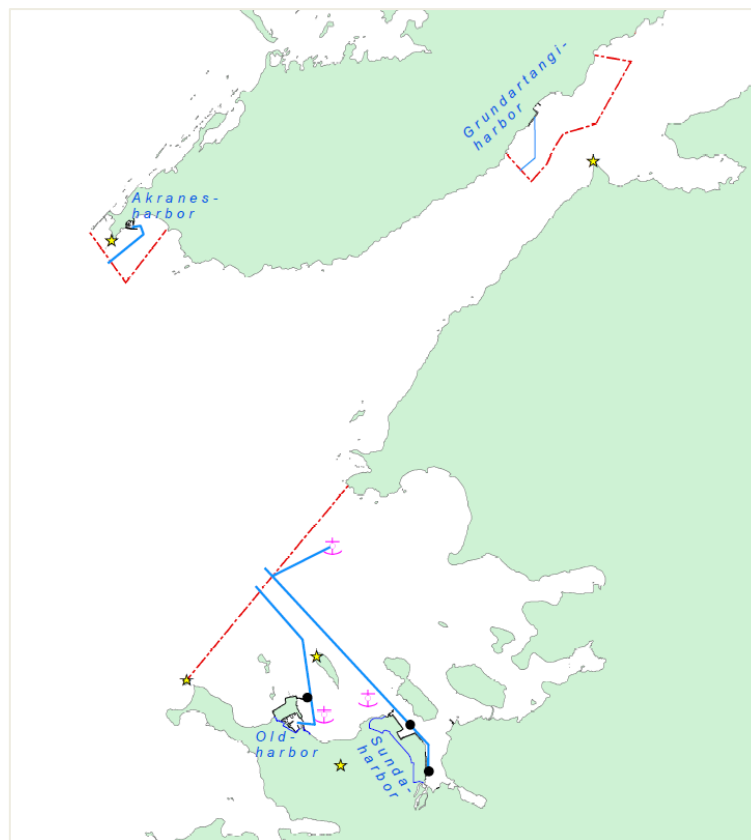 Grundartangi-
harbor
Akranes-
harbor
Old-
harbor
Sunda-
harbor